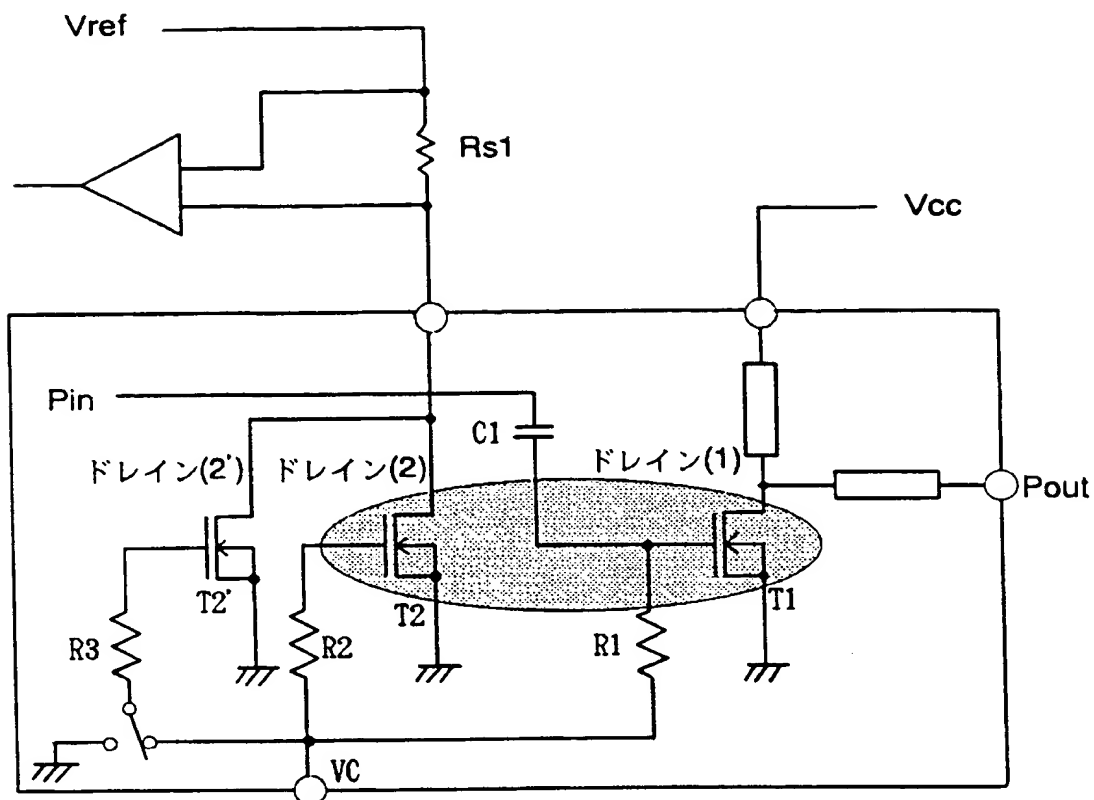 Vref
Rs1
Vcc
Pin
C1
ドレイン(2') ドレイン(2) ドレイン(1)
Pout
T2' T2 T1
R3 R2 R1
VC